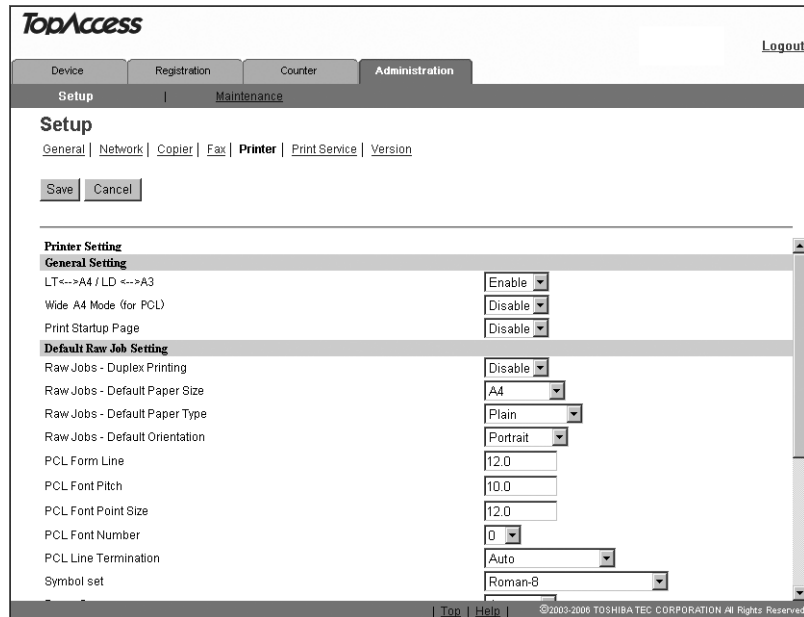 TopAccess
Logout
Device Registration Counter Administration
Setup | Maintenance
Setup
General | Network | Copier | Fax | Printer | Print Service | Version
Save Cancel
Printer Setting
General Setting
LT<-->A4 / LD <-->A3 Enable
Wide A4 Mode (for PCL) Disable
Print Startup Page Disable
Default Raw Job Setting
Raw Jobs - Duplex Printing Disable
Raw Jobs - Default Paper Size A4
Raw Jobs - Default Paper Type Plain
Raw Jobs - Default Orientation Portrait
PCL Form Line 12.0
PCL Font Pitch 10.0
PCL Font Point Size 12.0
PCL Font Number 0
PCL Line Termination Auto
Symbol set Roman-8
| Top | Help | ©2003-2006 TOSHIBA TEC CORPORATION All Rights Reserved